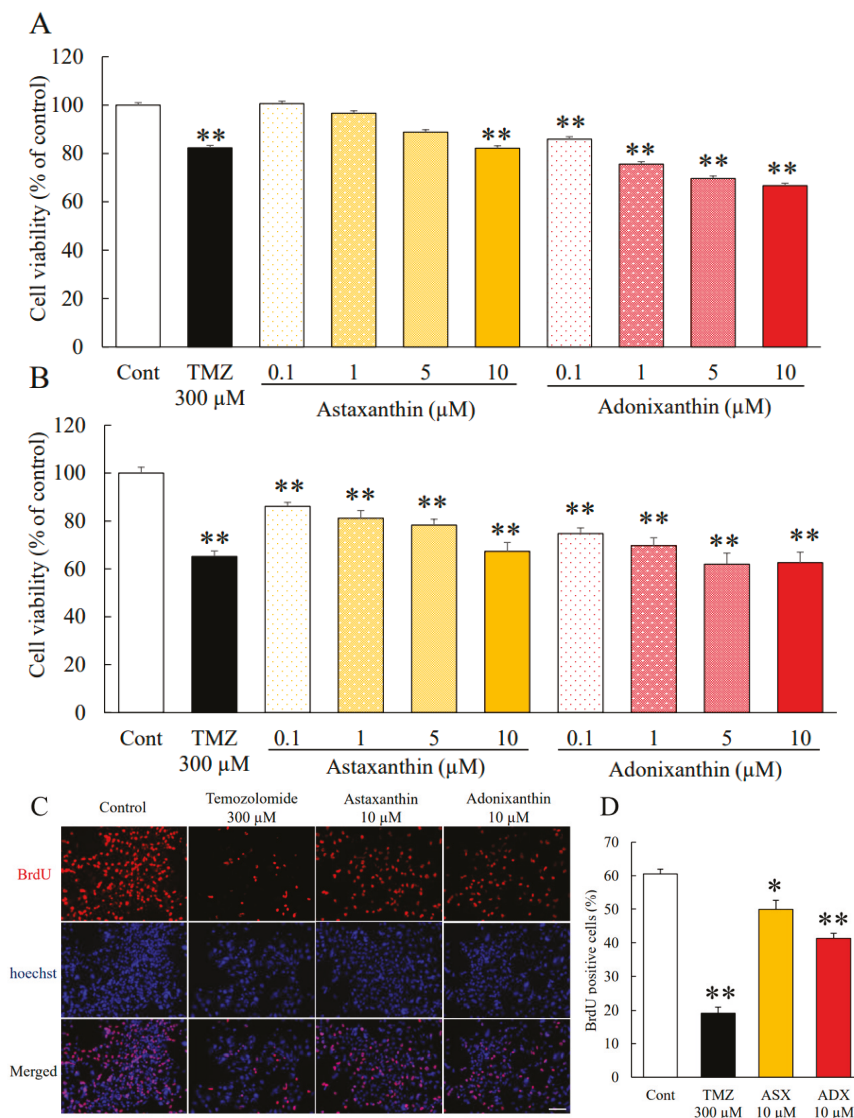 A
Cell viability (% of control)
120
100
80
60
40
20
0
**
**
**
**
**
**
Cont
TMZ
300 µM
0.1 1 5 10
0.1 1 5 10
Astaxanthin (µM)
Adonixanthin (µM)
B
Cell viability (% of control)
120
100
80
60
40
20
0
**
**
**
**
**
**
**
**
**
Cont
TMZ
300 µM
0.1 1 5 10
0.1 1 5 10
Astaxanthin (µM)
Adonixanthin (µM)
C
Control
Temozolomide
300 µM
Astaxanthin
10 µM
Adonixanthin
10 µM
BrdU
hoechst
Merged
D
BrdU positive cells (%)
70
60
50
40
30
20
10
0
**
*
**
Cont
TMZ
300 µM
ASX
10 µM
ADX
10 µM